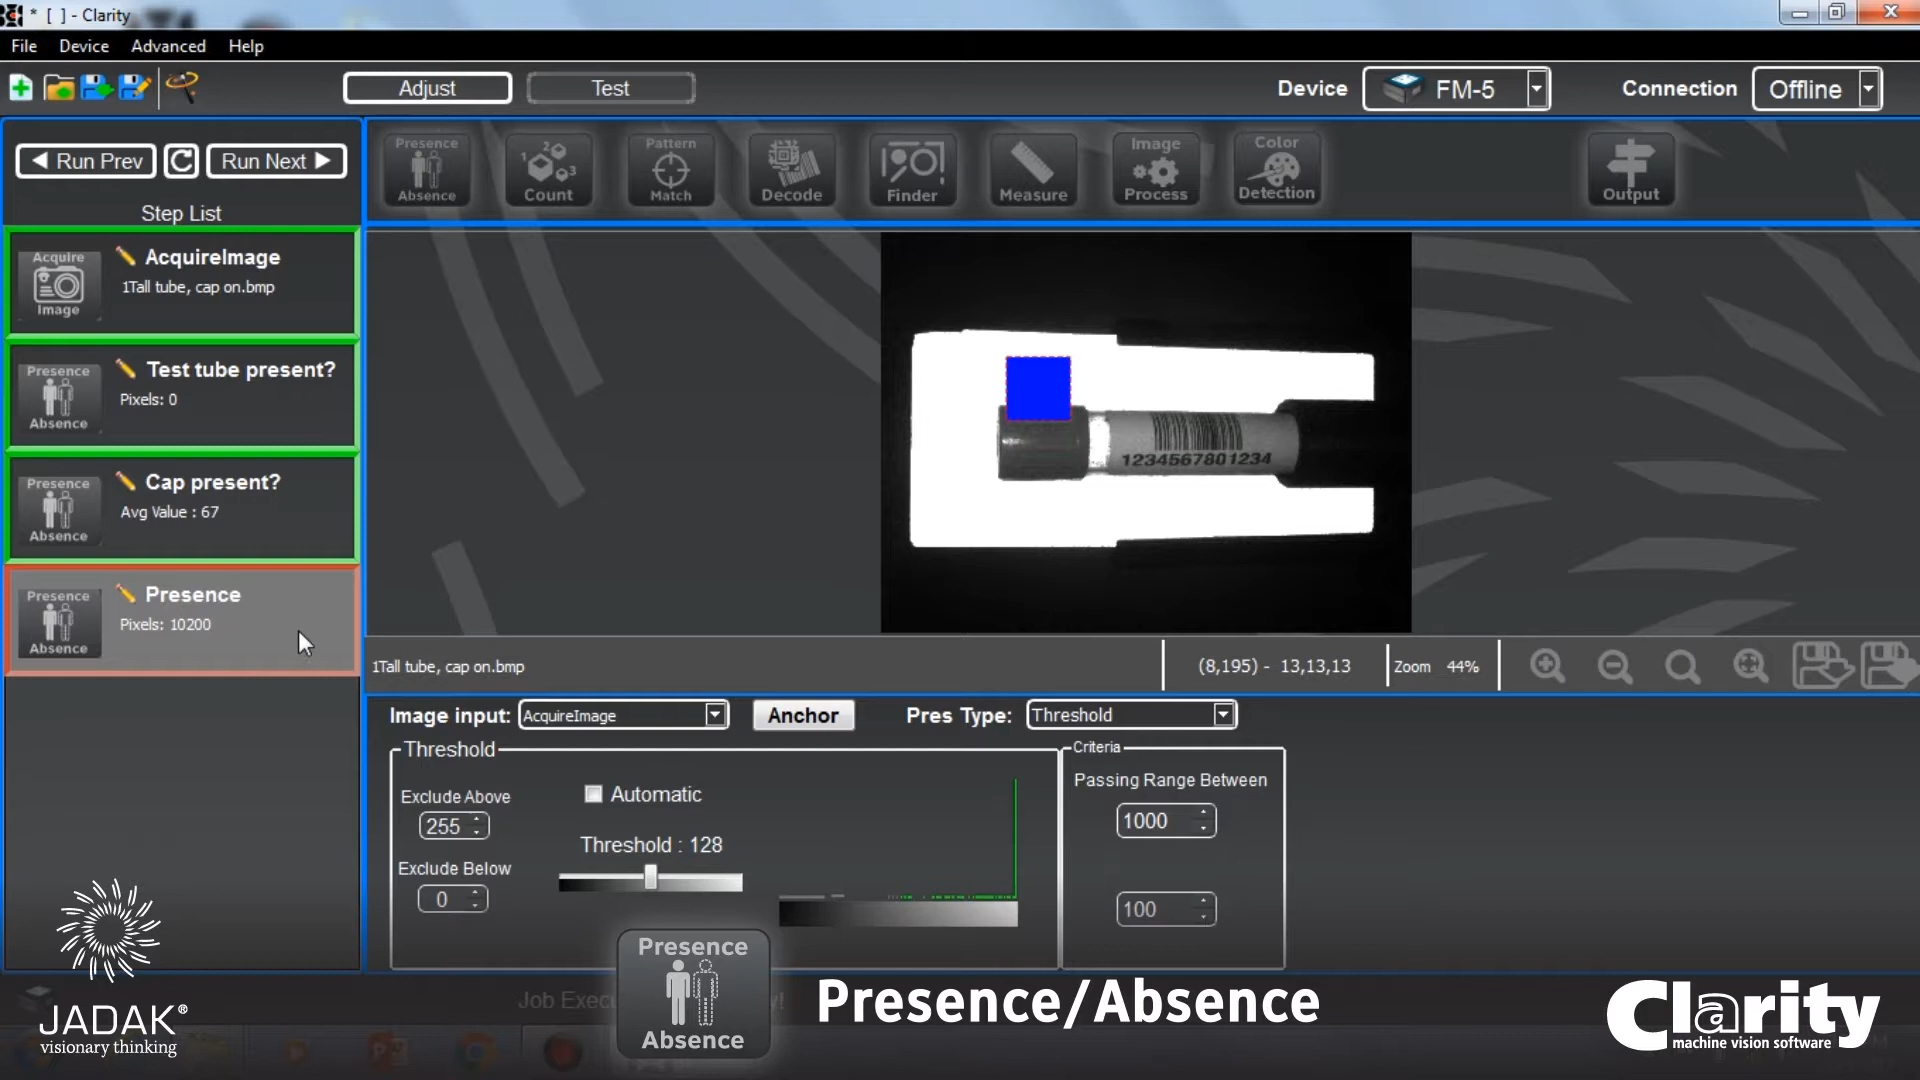 * [ ] - Clarity
File Device Advanced Help
Adjust Test Device FM-5 Connection Offline
Run Prev Run Next
Step List
Presence Absence
1 2 3 Count
Pattern Match
Decode
Finder
Measure
Image Process
Color Detection
Output
Acquire Image
AcquireImage
1Tall tube, cap on.bmp
Presence Absence
Test tube present?
Pixels: 0
Presence Absence
Cap present?
Avg Value : 67
Presence Absence
Presence
Pixels: 10200
1234567801234
1Tall tube, cap on.bmp (8,195) - 13,13,13 Zoom 44%
Image input: AcquireImage Anchor Pres Type: Threshold
Threshold
Exclude Above
255
Exclude Below
0
Automatic
Threshold : 128
Criteria
Passing Range Between
1000
100
Job
JADAK®
visionary thinking
Presence
Absence
Presence/Absence
Clarity
machine vision software